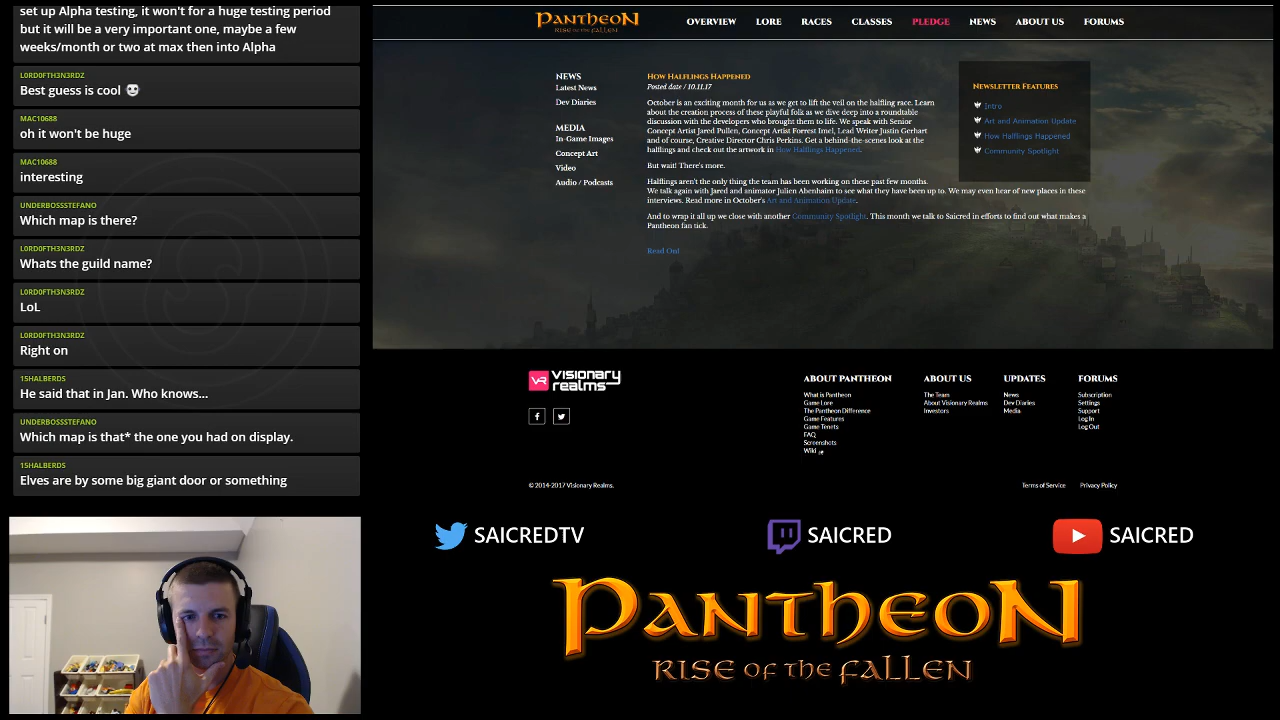 set up Alpha testing, it won't for a huge testing period
but it will be a very important one, maybe a few
weeks/month or two at max then into Alpha
L0RD0FTH3N3RDZ
Best guess is cool
MAC10688
oh it won't be huge
MAC10688
interesting
UNDERBOSSSTEFANO
Which map is there?
L0RD0FTH3N3RDZ
Whats the guild name?
L0RD0FTH3N3RDZ
LoL
L0RD0FTH3N3RDZ
Right on
1SHALBERDS
He said that in Jan. Who knows...
UNDERBOSSSTEFANO
Which map is that* the one you had on display.
1SHALBERDS
Elves are by some big giant door or something
PANTHEON
RISE OF THE FALLEN
OVERVIEW LORE RACES CLASSES PLEDGE NEWS ABOUT US FORUMS
NEWS
Latest News
Dev Diaries
MEDIA
In-Game Images
Concept Art
Video
Audio / Podcasts
How Halflings Happened
Posted date / 10.11.17
October is an exciting month for us as we get to lift the veil on the halfling race. Learn
about the creation process of these playful folk as we dive deep into a roundtable
discussion with the developers who brought them to life. We speak with Senior
Concept Artist Jared Pullen, Concept Artist Forrest Imel, Lead Writer Justin Gerhart
and of course, Creative Director Chris Perkins. Get a behind-the-scenes look at the
halflings and check out the artwork in How Halflings Happened.
But wait! There's more.
Halflings aren't the only thing the team has been working on these past few months.
We talk again with Jared and animator Julien Abenhaim to see what they have been up to. We may even hear of new places in these
interviews. Read more in October's Art and Animation Update.
And to wrap it all up we close with another Community Spotlight. This month we talk to Saicred in efforts to find out what makes a
Pantheon fan tick.
Read On!
Newsletter Features
Intro
Art and Animation Update
How Halflings Happened
Community Spotlight
VR visionary
realms
ABOUT PANTHEON
What is Pantheon
Game Lore
The Pantheon Difference
Game Features
Game Tenets
FAQ
Screenshots
Wiki
ABOUT US
The Team
About Visionary Realms
Investors
UPDATES
News
Dev Diaries
Media
FORUMS
Subscription
Settings
Support
Log In
Log Out
© 2014-2017 Visionary Realms.
Terms of Service Privacy Policy
SAICREDTV SAICRED SAICRED
PANTHEON
RISE OF THE FALLEN